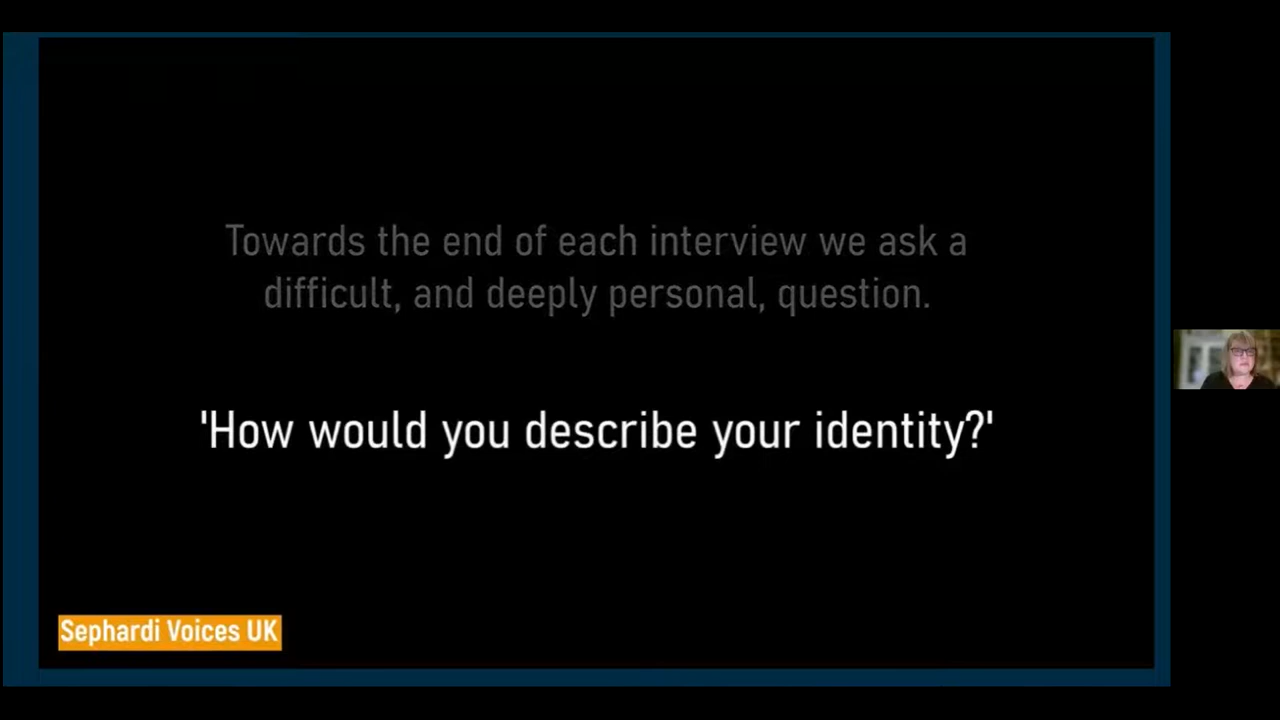 Towards the end of each interview we ask a
difficult, and deeply personal, question.
'How would you describe your identity?'
Sephardi Voices UK